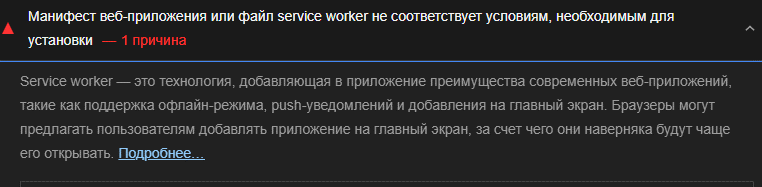 Манифест веб-приложения или файл service worker не соответствует условиям, необходимым для
установки — 1 причина
Service worker — это технология, добавляющая в приложение преимущества современных веб-приложений,
такие как поддержка офлайн-режима, push-уведомлений и добавления на главный экран. Браузеры могут
предлагать пользователям добавлять приложение на главный экран, за счет чего они наверняка будут чаще
его открывать. Подробнее…